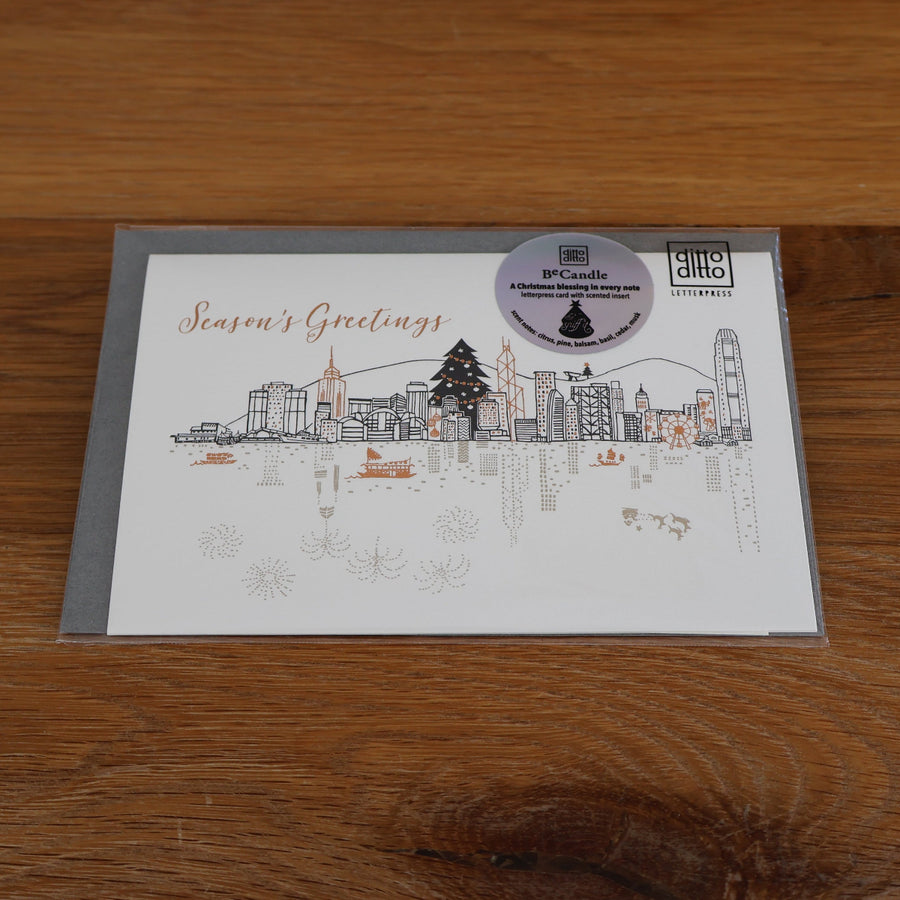 Season's Greetings
ditto
ditto
BeCandle
A Christmas blessing in every note
letterpress card with scented insert
scent notes: citrus, pine, balsam, basil, cedar, musk
ditto
ditto
LETTERPRESS